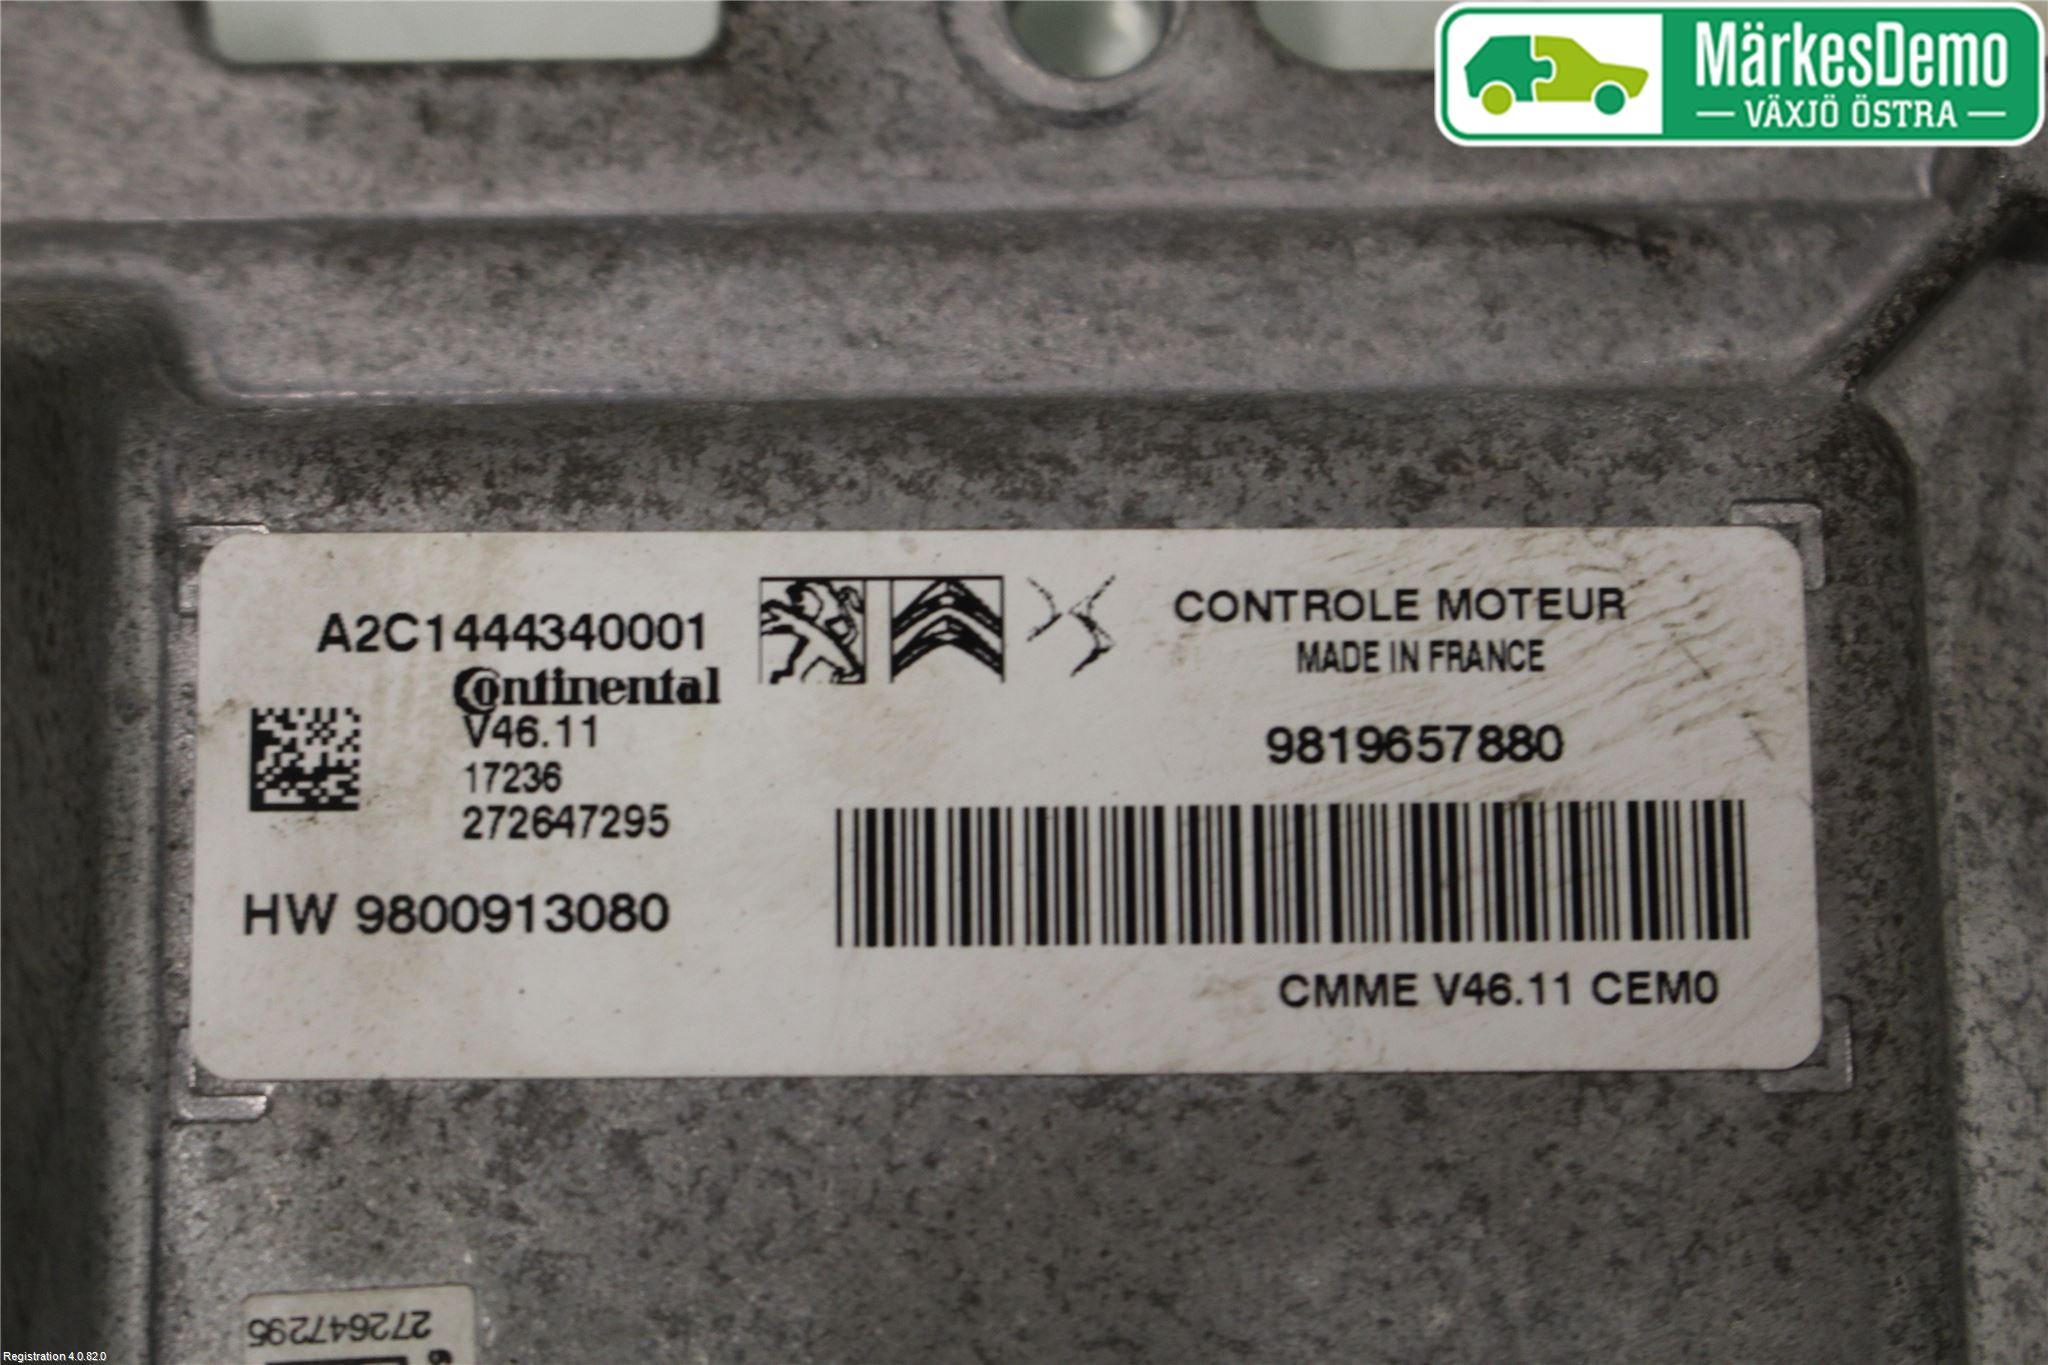 MärkesDemo
VÄXJÖ ÖSTRA
A2C1444340001
Continental
V46.11
17236
272647295
HW 9800913080
CONTROLE MOTEUR
MADE IN FRANCE
9819657880
CMME V46.11 CEM0
272647295
Registration 4.0.82.0